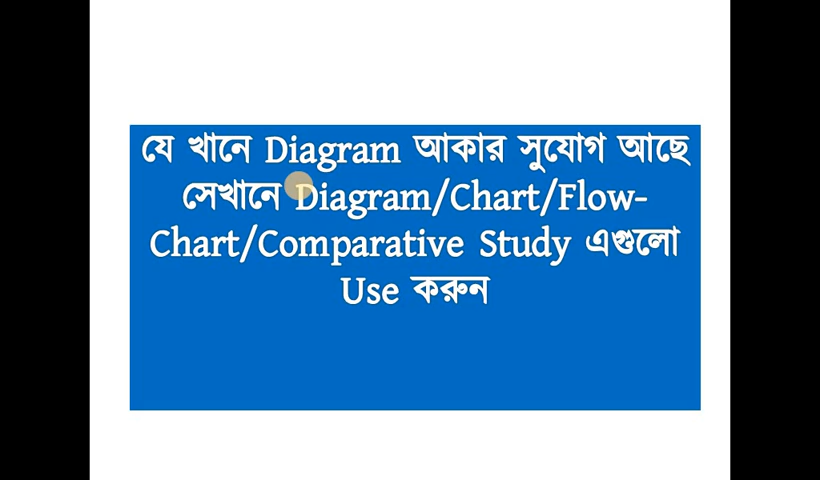 যে খানে Diagram আকার সুযোগ আছে
সেখানে Diagram/Chart/Flow-
Chart/Comparative Study এগুলো
Use করুন